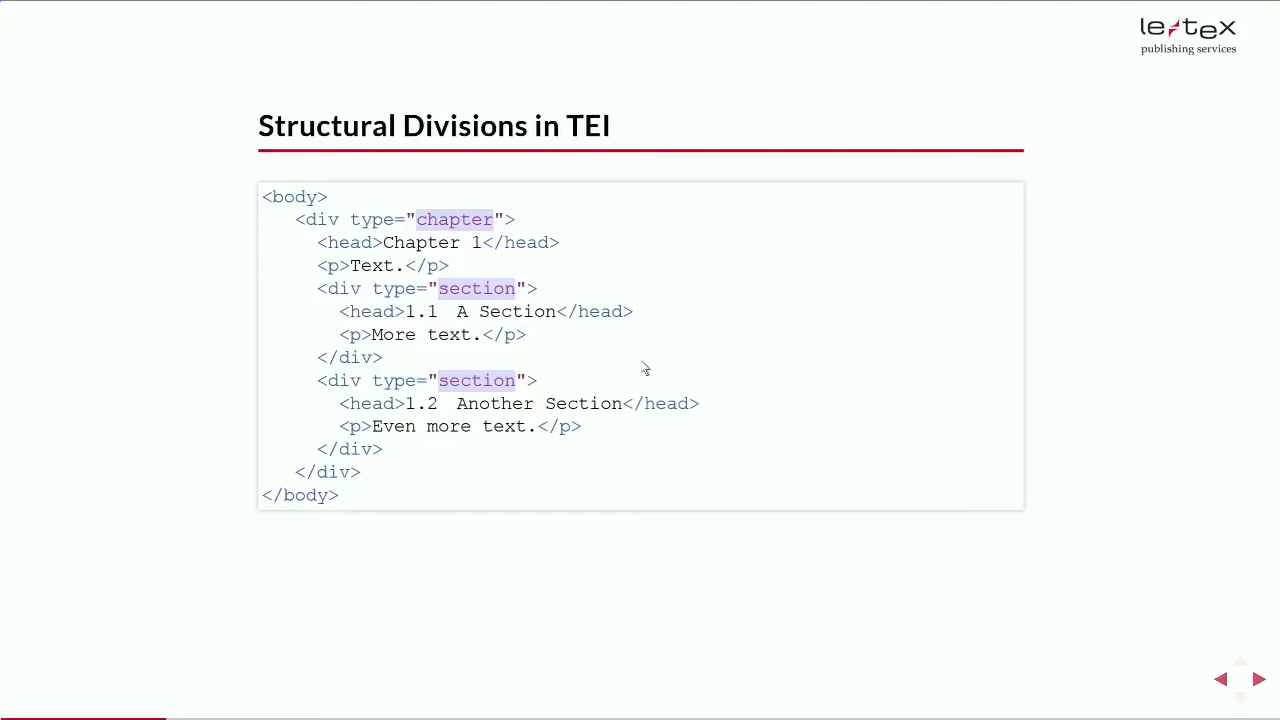 le-tex
publishing services
Structural Divisions in TEI
<body>
<div type="chapter">
<head>Chapter 1</head>
<p>Text.</p>
<div type="section">
<head>1.1  A Section</head>
<p>More text.</p>
</div>
<div type="section">
<head>1.2  Another Section</head>
<p>Even more text.</p>
</div>
</div>
</body>